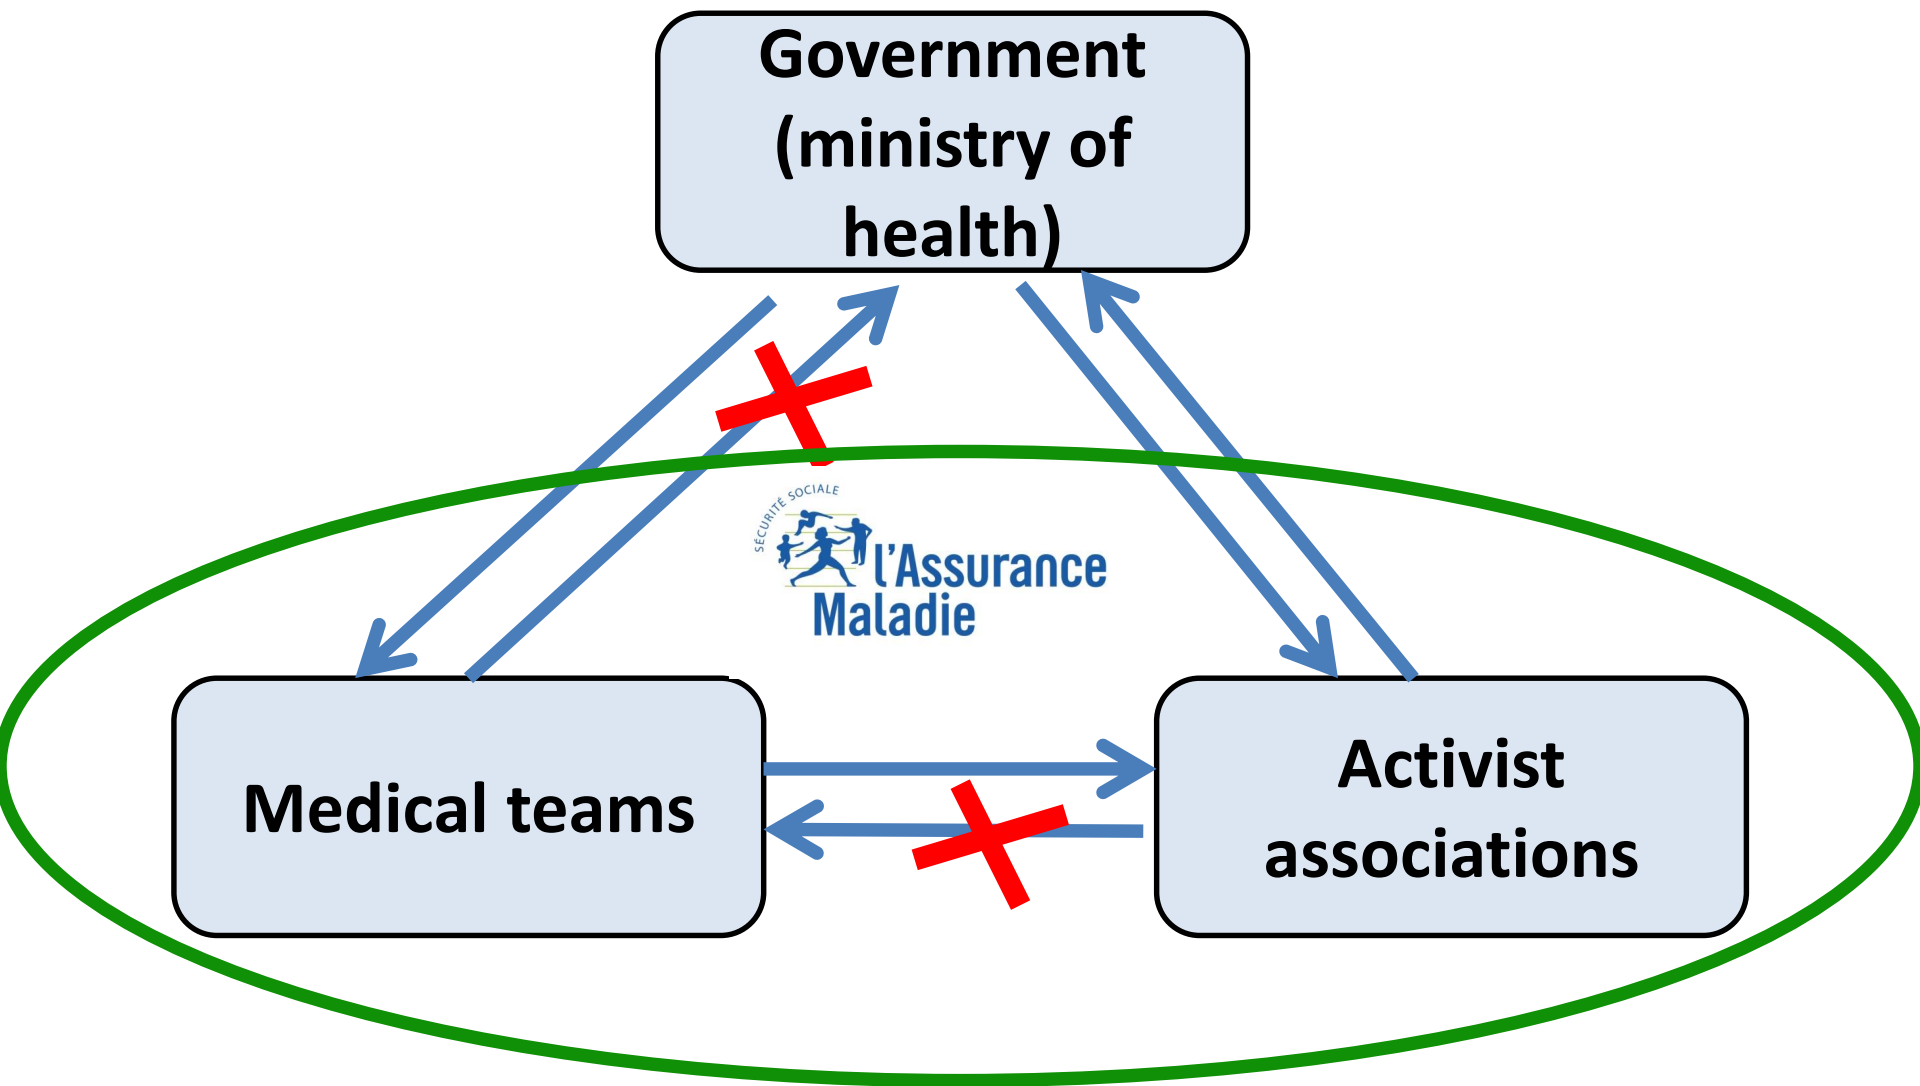 Government
(ministry of
health)
SÉCURITÉ SOCIALE
l'Assurance
Maladie
Medical teams
Activist
associations